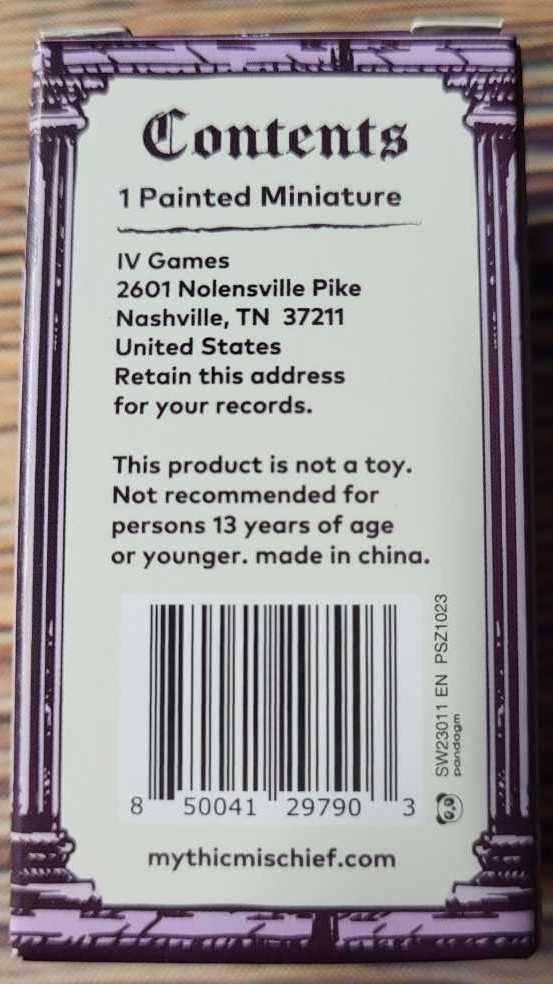 Contents
1 Painted Miniature
IV Games
2601 Nolensville Pike
Nashville, TN 37211
United States
Retain this address
for your records.
This product is not a toy.
Not recommended for
persons 13 years of age
or younger. made in china.
8 50041 29790 3
SW23011 EN PSZ1023
pandagm
mythicmischief.com